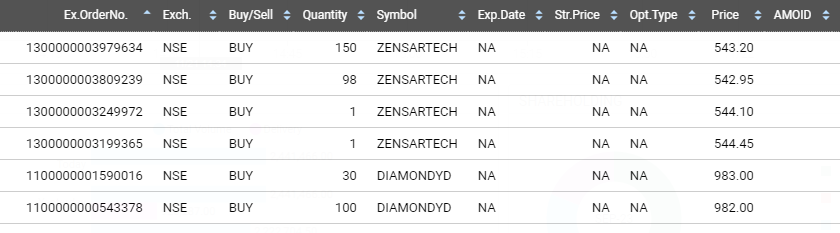 Ex.OrderNo. Exch. Buy/Sell Quantity Symbol Exp.Date Str.Price Opt.Type Price AMOID
1300000003979634 NSE BUY 150 ZENSARTECH NA NA NA 543.20
1300000003809239 NSE BUY 98 ZENSARTECH NA NA NA 542.95
1300000003249972 NSE BUY 1 ZENSARTECH NA NA NA 544.10
1300000003199365 NSE BUY 1 ZENSARTECH NA NA NA 544.45
1100000001590016 NSE BUY 30 DIAMONDYD NA NA NA 983.00
1100000000543378 NSE BUY 100 DIAMONDYD NA NA NA 982.00